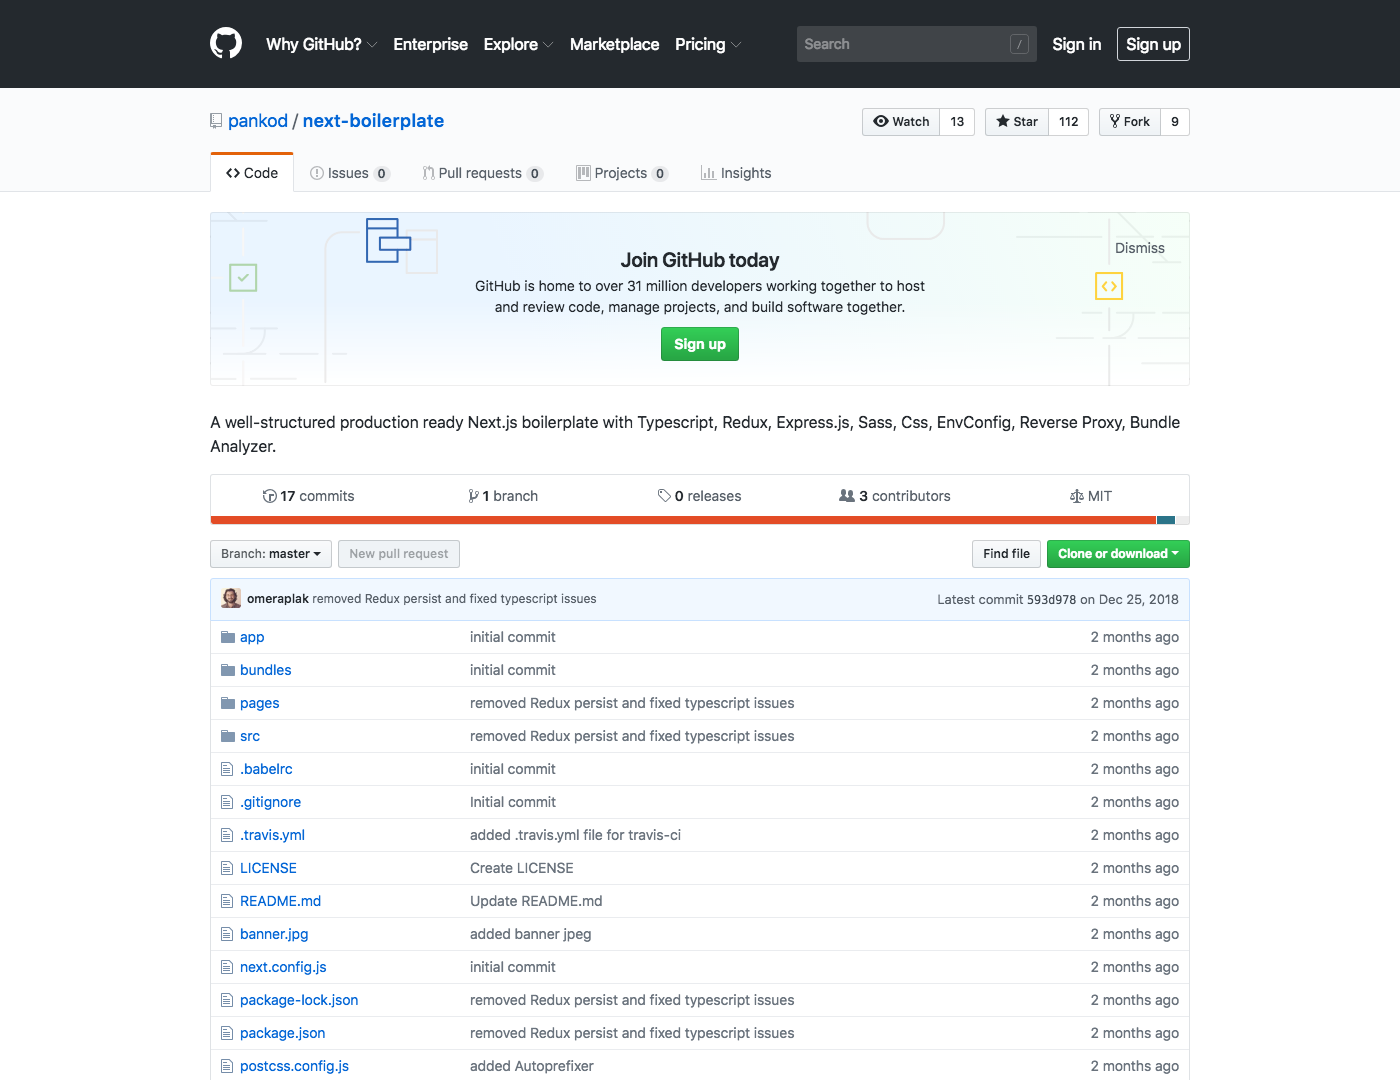 Why GitHub? Enterprise Explore Marketplace Pricing Search / Sign in Sign up
pankod / next-boilerplate Watch 13 Star 112 Fork 9
Code Issues 0 Pull requests 0 Projects 0 Insights
Dismiss
Join GitHub today
GitHub is home to over 31 million developers working together to host
and review code, manage projects, and build software together.
Sign up
A well-structured production ready Next.js boilerplate with Typescript, Redux, Express.js, Sass, Css, EnvConfig, Reverse Proxy, Bundle
Analyzer.
17 commits 1 branch 0 releases 3 contributors MIT
Branch: master New pull request Find file Clone or download
omeraplak removed Redux persist and fixed typescript issues Latest commit 593d978 on Dec 25, 2018
app initial commit 2 months ago
bundles initial commit 2 months ago
pages removed Redux persist and fixed typescript issues 2 months ago
src removed Redux persist and fixed typescript issues 2 months ago
.babelrc initial commit 2 months ago
.gitignore Initial commit 2 months ago
.travis.yml added .travis.yml file for travis-ci 2 months ago
LICENSE Create LICENSE 2 months ago
README.md Update README.md 2 months ago
banner.jpg added banner jpeg 2 months ago
next.config.js initial commit 2 months ago
package-lock.json removed Redux persist and fixed typescript issues 2 months ago
package.json removed Redux persist and fixed typescript issues 2 months ago
postcss.config.js added Autoprefixer 2 months ago